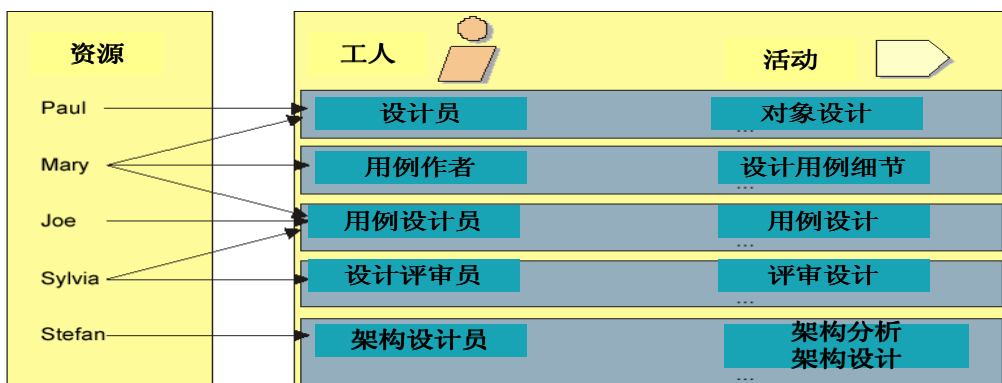 资源
工人
活动
Paul
设计员
对象设计
...
Mary
用例作者
设计用例细节
...
Joe
用例设计员
用例设计
...
Sylvia
设计评审员
评审设计
...
Stefan
架构设计员
架构分析
架构设计
...